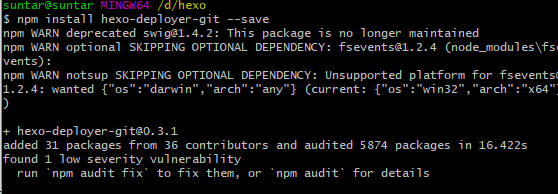 suntar@suntar MINGW64 /d/hexo
$ npm install hexo-deployer-git --save
npm WARN deprecated swig@1.4.2: This package is no longer maintained
npm WARN optional SKIPPING OPTIONAL DEPENDENCY: fsevents@1.2.4 (node_modules\fse
vents):
npm WARN notsup SKIPPING OPTIONAL DEPENDENCY: Unsupported platform for fsevents@
1.2.4: wanted {"os":"darwin","arch":"any"} (current: {"os":"win32","arch":"x64"}
)
+ hexo-deployer-git@0.3.1
added 31 packages from 36 contributors and audited 5874 packages in 16.422s
found 1 low severity vulnerability
run `npm audit fix` to fix them, or `npm audit` for details